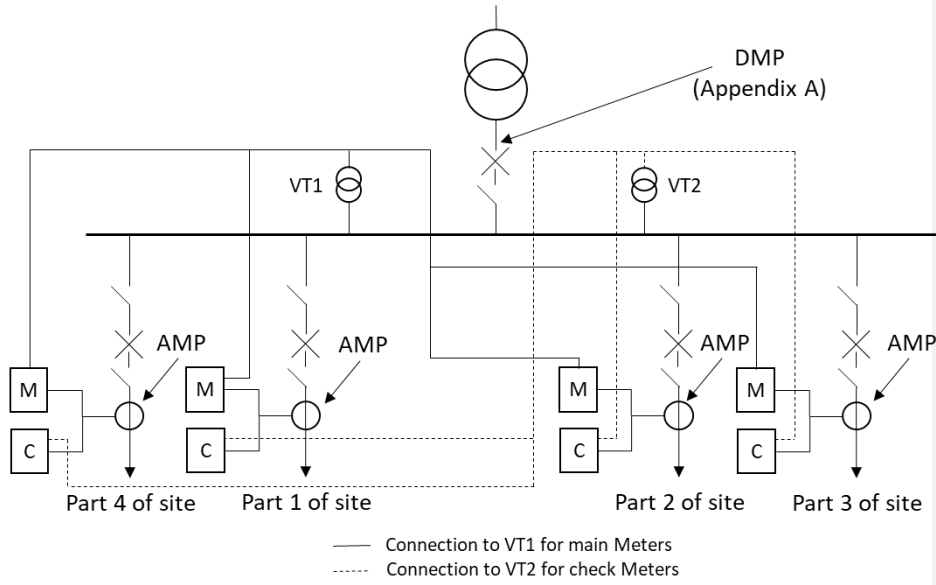 DMP
(Appendix A)
VT1
VT2
AMP
AMP
AMP
AMP
M
M
M
M
C
C
C
C
Part 4 of site
Part 1 of site
Part 2 of site
Part 3 of site
Connection to VT1 for main Meters
Connection to VT2 for check Meters